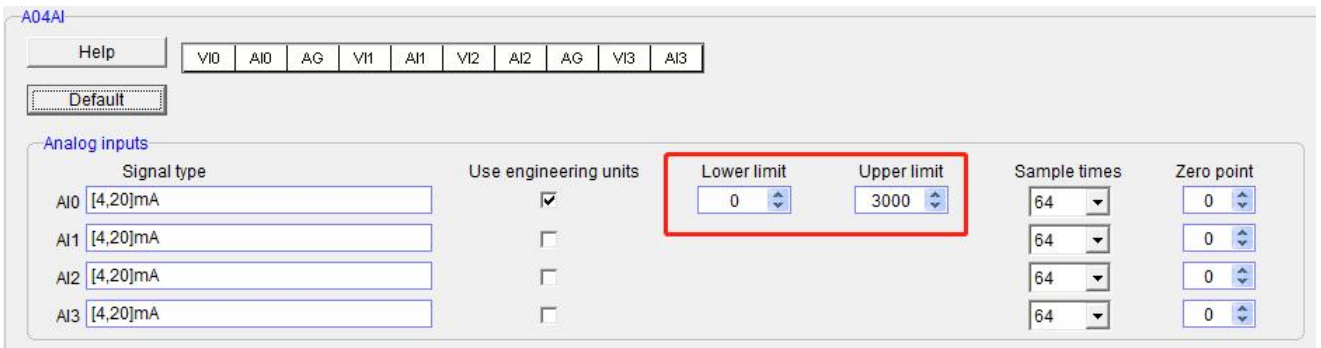 A04AI
Help
VI0 AI0 AG VI1 AI1 VI2 AI2 AG VI3 AI3
Default
Analog inputs
Signal type Use engineering units Lower limit Upper limit Sample times Zero point
AI0 [4,20]mA 0 3000 64 0
AI1 [4,20]mA 64 0
AI2 [4,20]mA 64 0
AI3 [4,20]mA 64 0